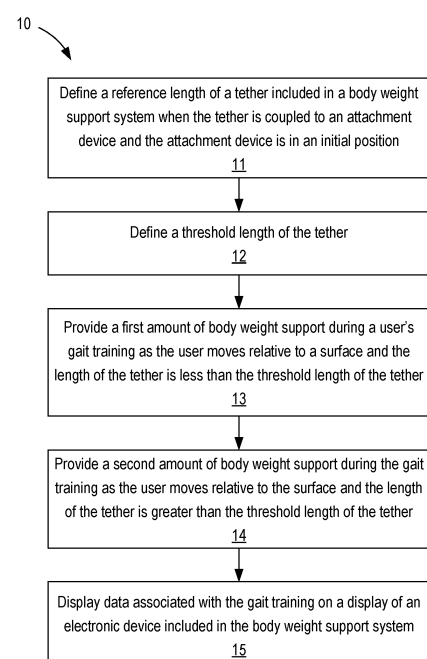 10
Define a reference length of a tether included in a body weight
support system when the tether is coupled to an attachment
device and the attachment device is in an initial position
11
Define a threshold length of the tether
12
Provide a first amount of body weight support during a user's
gait training as the user moves relative to a surface and the
length of the tether is less than the threshold length of the tether
13
Provide a second amount of body weight support during the gait
training as the user moves relative to the surface and the length
of the tether is greater than the threshold length of the tether
14
Display data associated with the gait training on a display of an
electronic device included in the body weight support system
15